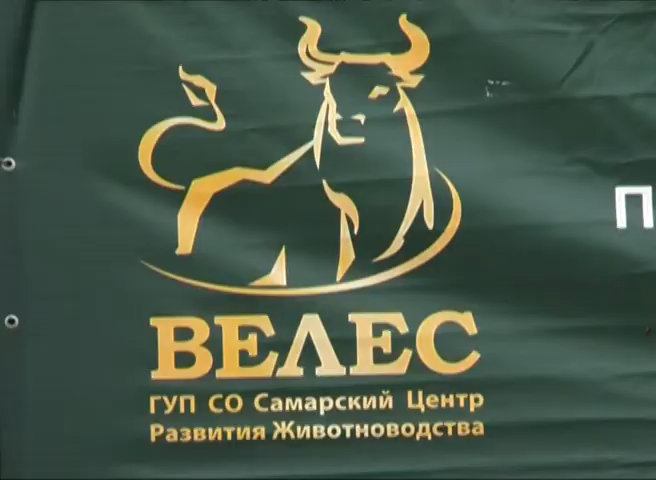 ВЕЛЕС
ГУП СО Самарский Центр
Развития Животноводства
П